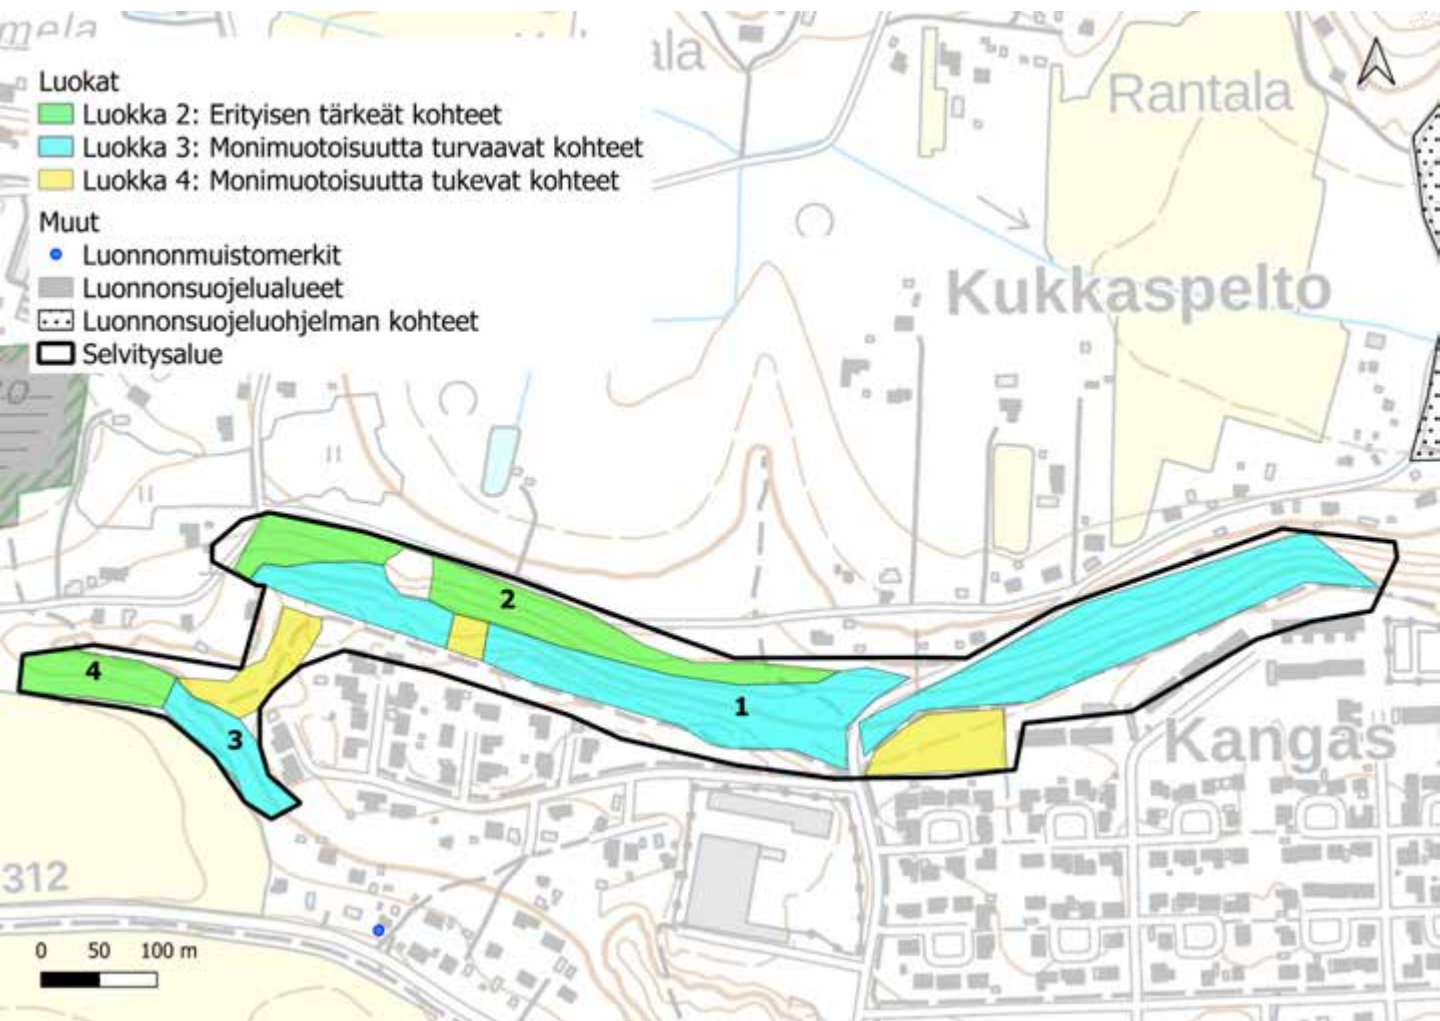 Luokat
Luokka 2: Erityisen tärkeät kohteet
Luokka 3: Monimuotoisuutta turvaavat kohteet
Luokka 4: Monimuotoisuutta tukevat kohteet
Muut
Luonnonmuistomerkit
Luonnonsuojelualueet
Luonnonsuojeluohjelman kohteet
Selvitysalue
Rantala
Kukkaspelto
2
4
3
1
Kangas
312
0 50 100 m